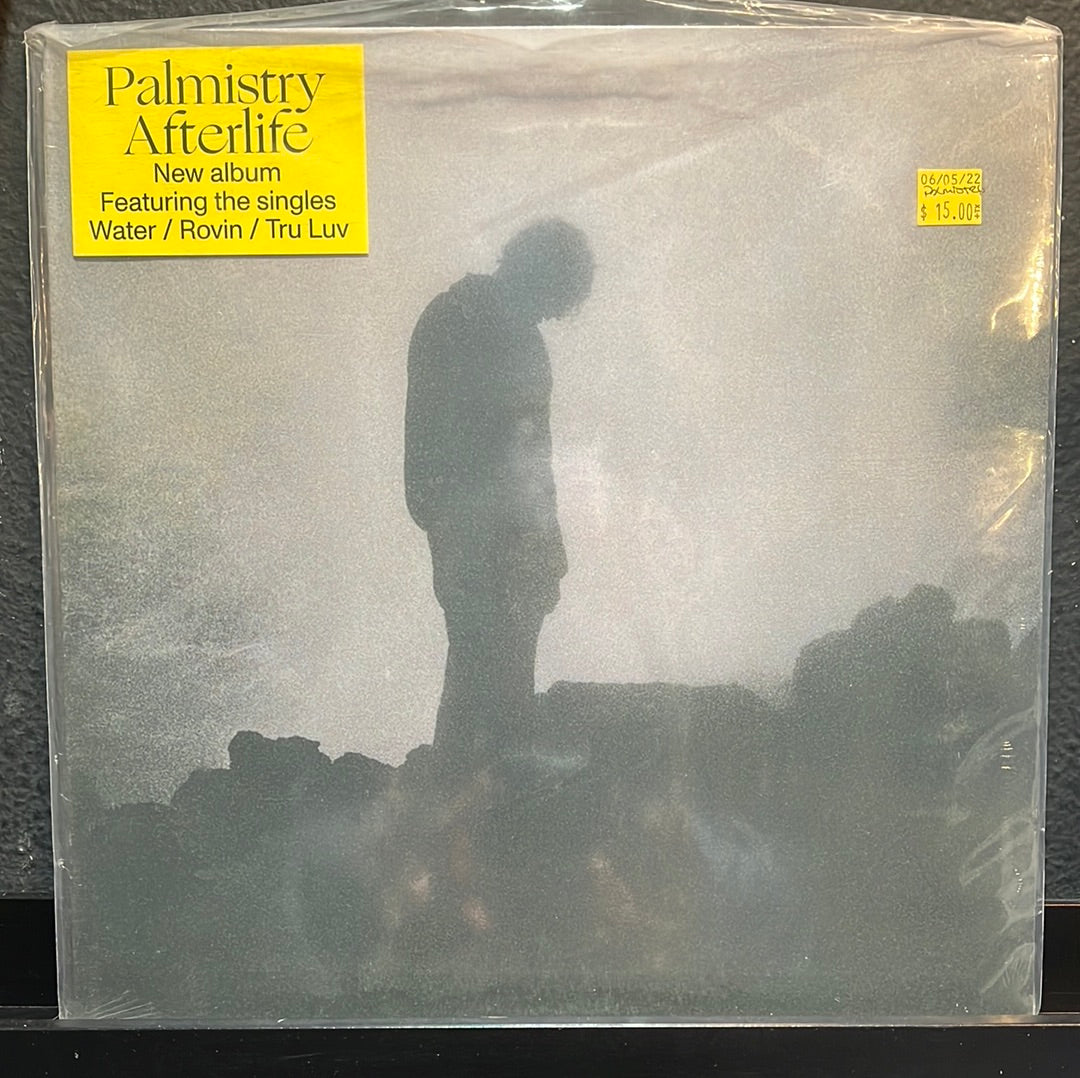 Palmistry
Afterlife
New album
Featuring the singles
Water / Rovin / Tru Luv
06/05/22
$ 15.00